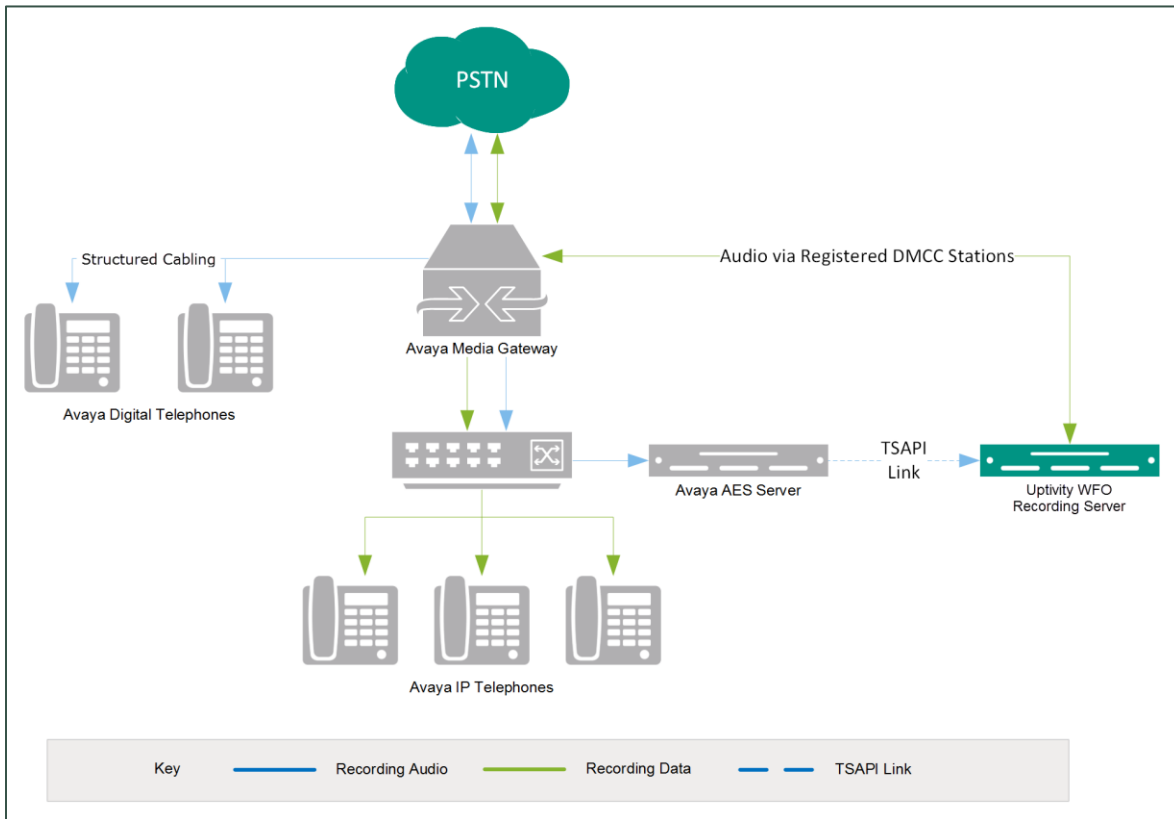 PSTN
Structured Cabling
Audio via Registered DMCC Stations
Avaya Media Gateway
Avaya Digital Telephones
TSAPI
Link
Avaya AES Server
Uptivity WFO
Recording Server
Avaya IP Telephones
Key
Recording Audio
Recording Data
TSAPI Link